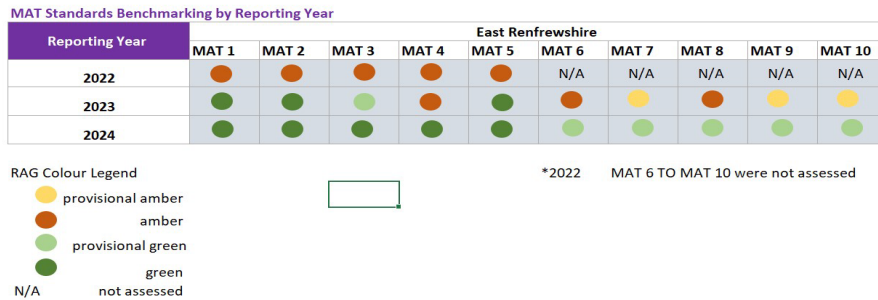 MAT Standards Benchmarking by Reporting Year
Reporting Year
East Renfrewshire
MAT 1 MAT 2 MAT 3 MAT 4 MAT 5 MAT 6 MAT 7 MAT 8 MAT 9 MAT 10
2022 N/A N/A N/A N/A N/A
2023
2024
RAG Colour Legend
*2022 MAT 6 TO MAT 10 were not assessed
provisional amber
amber
provisional green
green
N/A not assessed